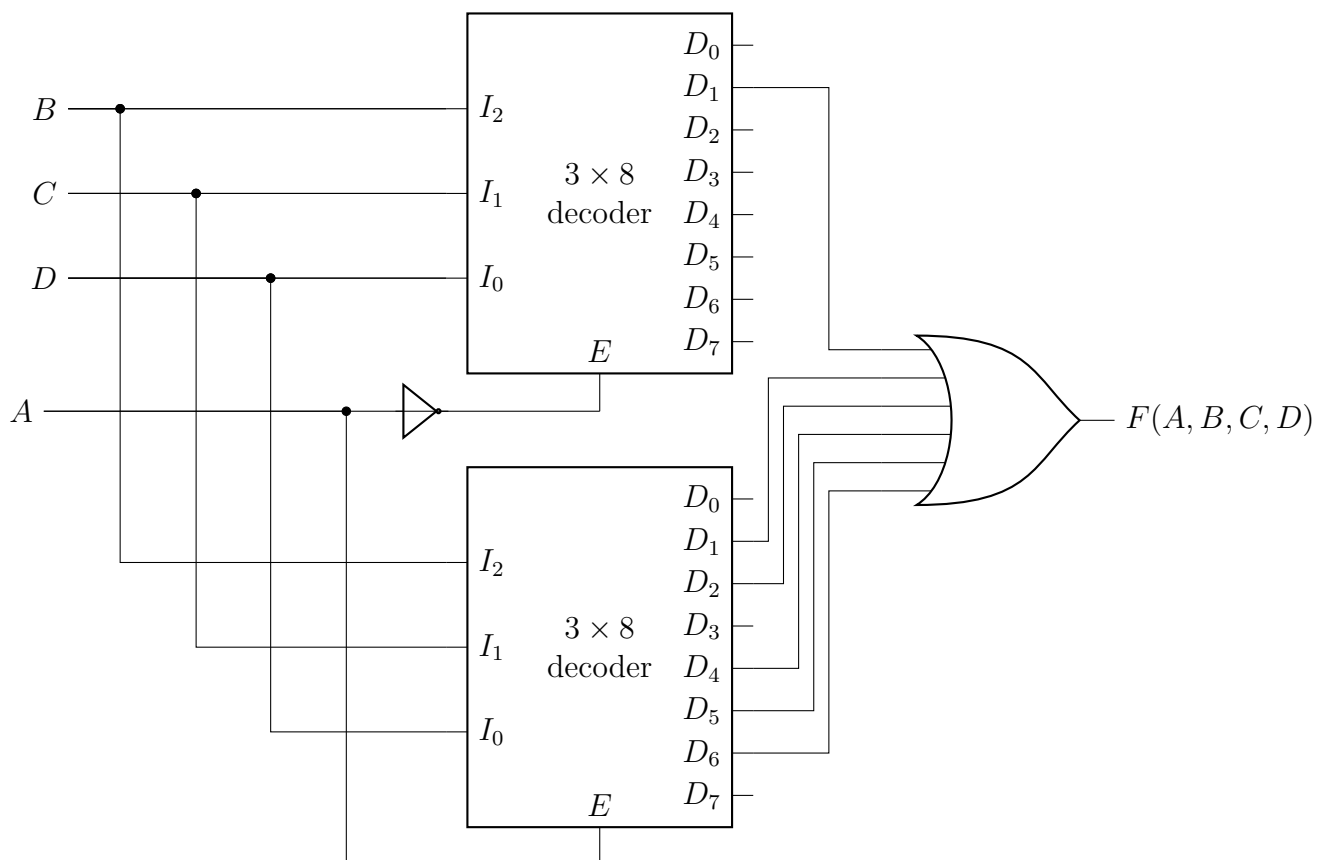 D₀
D₁
B
I₂
D₂
3 × 8
D₃
C
I₁
decoder
D₄
D₅
D
I₀
D₆
D₇
E
A
F(A, B, C, D)
D₀
D₁
I₂
D₂
3 × 8
D₃
I₁
decoder
D₄
D₅
I₀
D₆
D₇
E